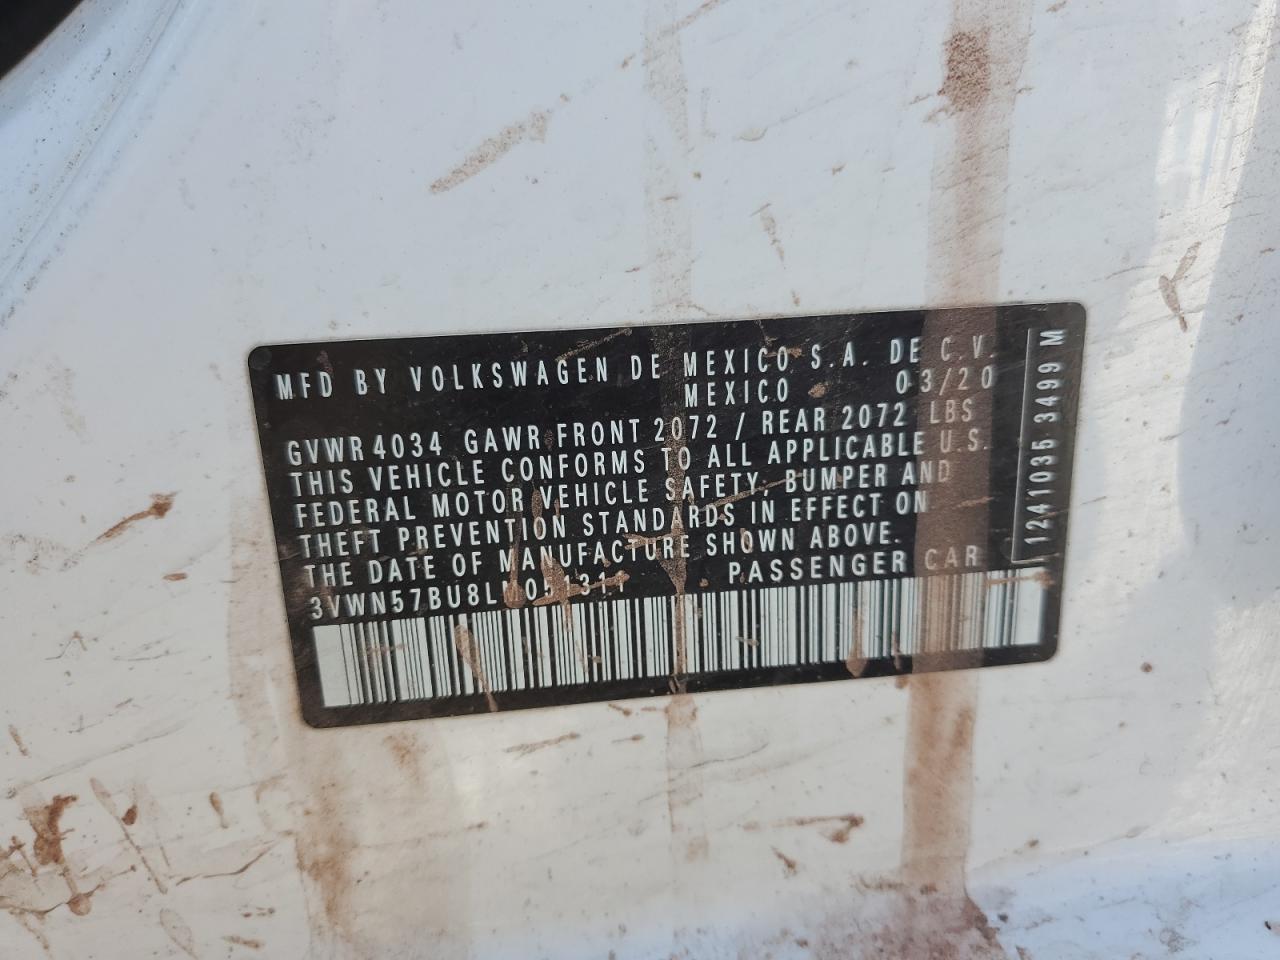 MFD BY VOLKSWAGEN DE MEXICO S.A. DE C.V.
MEXICO 03/20
GVWR 4034 GAWR FRONT 2072 / REAR 2072 LBS
THIS VEHICLE CONFORMS TO ALL APPLICABLE U.S.
FEDERAL MOTOR VEHICLE SAFETY, BUMPER AND
THEFT PREVENTION STANDARDS IN EFFECT ON
THE DATE OF MANUFACTURE SHOWN ABOVE.
3VWN57BU8LM051311 PASSENGER CAR
1241035 3499 M